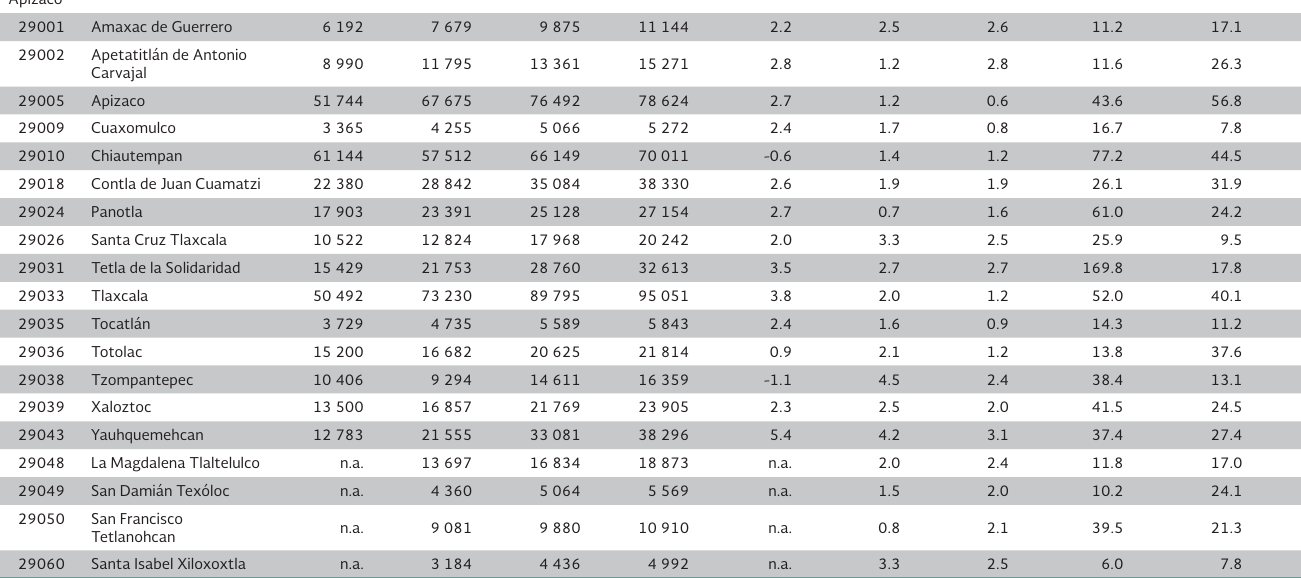 Apizaco
29001 Amaxac de Guerrero 6 192 7 679 9 875 11 144 2.2 2.5 2.6 11.2 17.1
29002 Apetatitlán de Antonio
Carvajal 8 990 11 795 13 361 15 271 2.8 1.2 2.8 11.6 26.3
29005 Apizaco 51 744 67 675 76 492 78 624 2.7 1.2 0.6 43.6 56.8
29009 Cuaxomulco 3 365 4 255 5 066 5 272 2.4 1.7 0.8 16.7 7.8
29010 Chiautempan 61 144 57 512 66 149 70 011 -0.6 1.4 1.2 77.2 44.5
29018 Contla de Juan Cuamatzi 22 380 28 842 35 084 38 330 2.6 1.9 1.9 26.1 31.9
29024 Panotla 17 903 23 391 25 128 27 154 2.7 0.7 1.6 61.0 24.2
29026 Santa Cruz Tlaxcala 10 522 12 824 17 968 20 242 2.0 3.3 2.5 25.9 9.5
29031 Tetla de la Solidaridad 15 429 21 753 28 760 32 613 3.5 2.7 2.7 169.8 17.8
29033 Tlaxcala 50 492 73 230 89 795 95 051 3.8 2.0 1.2 52.0 40.1
29035 Tocatlán 3 729 4 735 5 589 5 843 2.4 1.6 0.9 14.3 11.2
29036 Totolac 15 200 16 682 20 625 21 814 0.9 2.1 1.2 13.8 37.6
29038 Tzompantepec 10 406 9 294 14 611 16 359 -1.1 4.5 2.4 38.4 13.1
29039 Xaloztoc 13 500 16 857 21 769 23 905 2.3 2.5 2.0 41.5 24.5
29043 Yauhquemehcan 12 783 21 555 33 081 38 296 5.4 4.2 3.1 37.4 27.4
29048 La Magdalena Tlaltelulco n.a. 13 697 16 834 18 873 n.a. 2.0 2.4 11.8 17.0
29049 San Damián Texóloc n.a. 4 360 5 064 5 569 n.a. 1.5 2.0 10.2 24.1
29050 San Francisco
Tetlanohcan n.a. 9 081 9 880 10 910 n.a. 0.8 2.1 39.5 21.3
29060 Santa Isabel Xiloxoxtla n.a. 3 184 4 436 4 992 n.a. 3.3 2.5 6.0 7.8